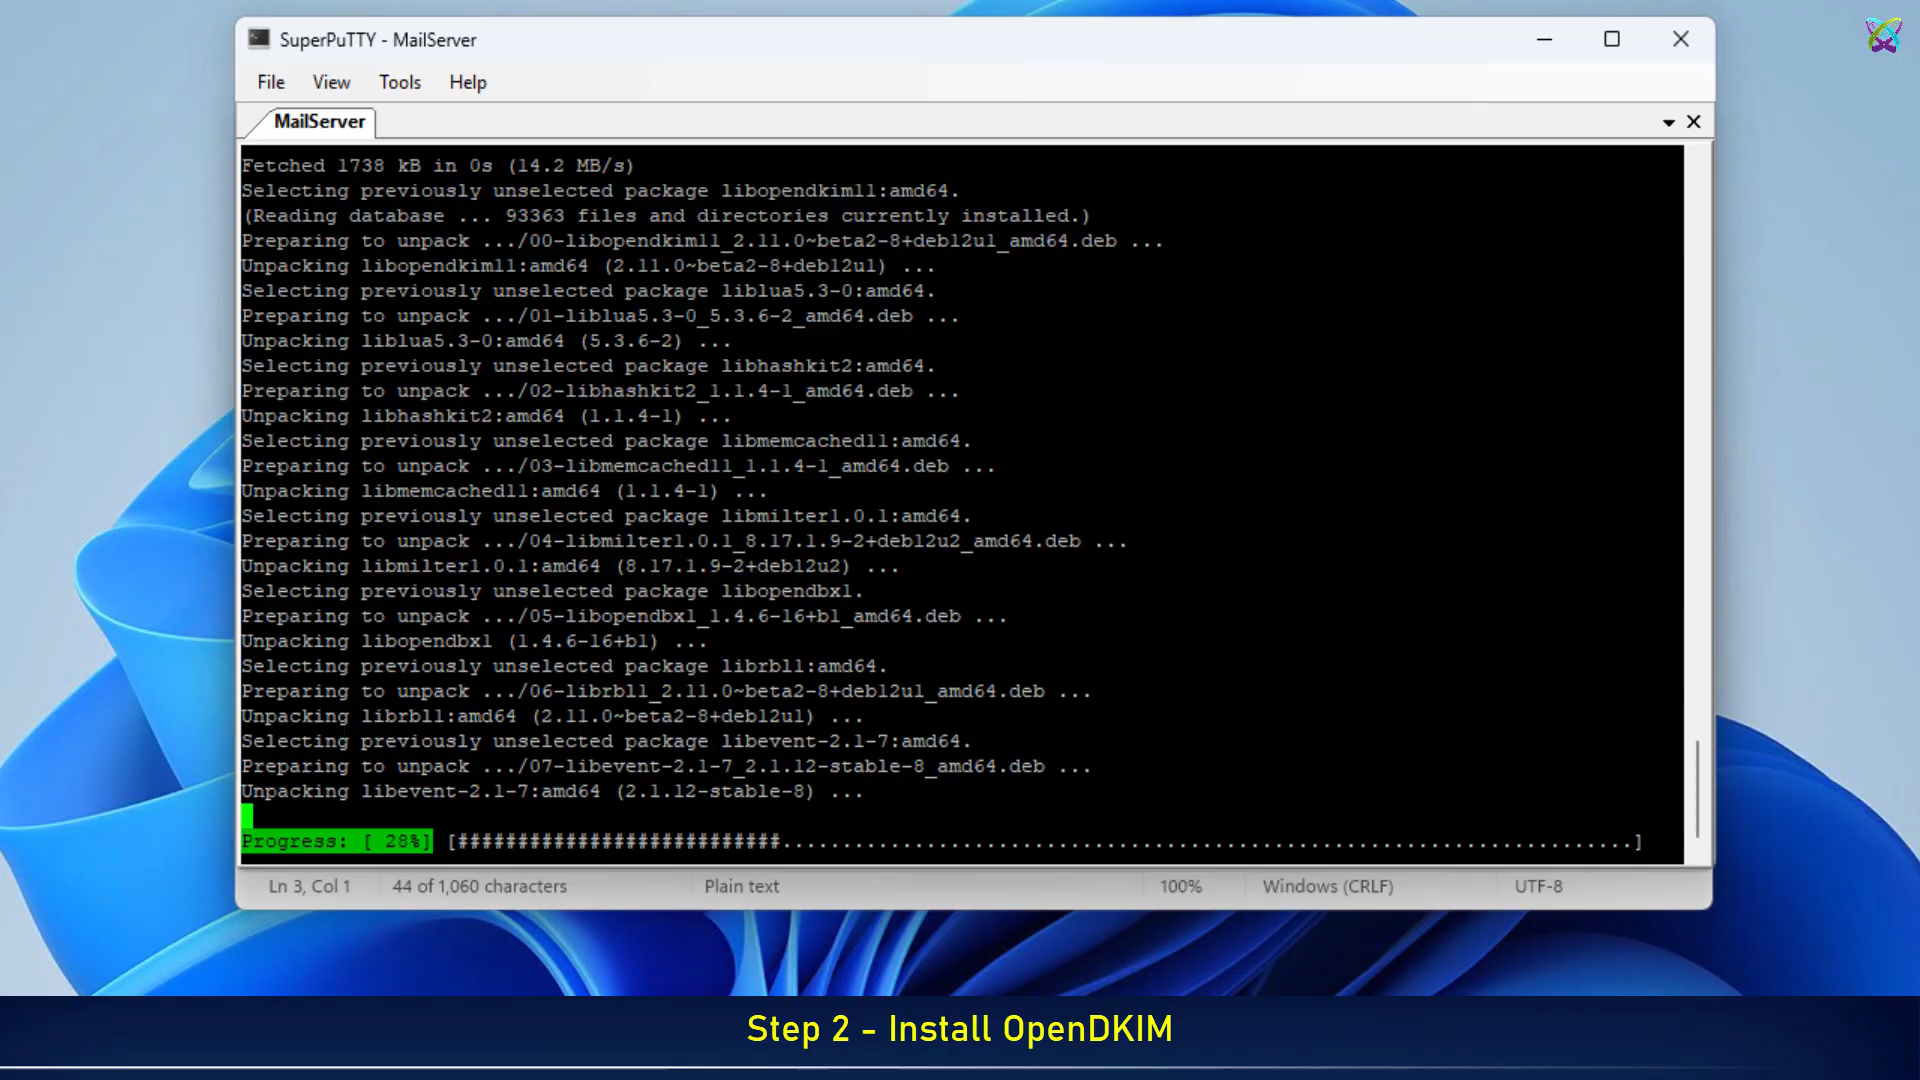 SuperPuTTY - MailServer
File View Tools Help
MailServer
Fetched 1738 kB in 0s (14.2 MB/s)
Selecting previously unselected package libopendkim11:amd64.
(Reading database ... 93363 files and directories currently installed.)
Preparing to unpack .../00-libopendkim11_2.11.0~beta2-8+deb12u1_amd64.deb ...
Unpacking libopendkim11:amd64 (2.11.0~beta2-8+deb12u1) ...
Selecting previously unselected package liblua5.3-0:amd64.
Preparing to unpack .../01-liblua5.3-0_5.3.6-2_amd64.deb ...
Unpacking liblua5.3-0:amd64 (5.3.6-2) ...
Selecting previously unselected package libhashkit2:amd64.
Preparing to unpack .../02-libhashkit2_1.1.4-1_amd64.deb ...
Unpacking libhashkit2:amd64 (1.1.4-1) ...
Selecting previously unselected package libmemcached11:amd64.
Preparing to unpack .../03-libmemcached11_1.1.4-1_amd64.deb ...
Unpacking libmemcached11:amd64 (1.1.4-1) ...
Selecting previously unselected package libmilter1.0.1:amd64.
Preparing to unpack .../04-libmilter1.0.1_8.17.1.9-2+deb12u2_amd64.deb ...
Unpacking libmilter1.0.1:amd64 (8.17.1.9-2+deb12u2) ...
Selecting previously unselected package libopendbx1.
Preparing to unpack .../05-libopendbx1_1.4.6-16+b1_amd64.deb ...
Unpacking libopendbx1 (1.4.6-16+b1) ...
Selecting previously unselected package librbl1:amd64.
Preparing to unpack .../06-librbl1_2.11.0~beta2-8+deb12u1_amd64.deb ...
Unpacking librbl1:amd64 (2.11.0~beta2-8+deb12u1) ...
Selecting previously unselected package libevent-2.1-7:amd64.
Preparing to unpack .../07-libevent-2.1-7_2.1.12-stable-8_amd64.deb ...
Unpacking libevent-2.1-7:amd64 (2.1.12-stable-8) ...
Progress: [ 28%] [###########################.......................................................................]
Ln 3, Col 1 44 of 1,060 characters Plain text 100% Windows (CRLF) UTF-8
Step 2 - Install OpenDKIM